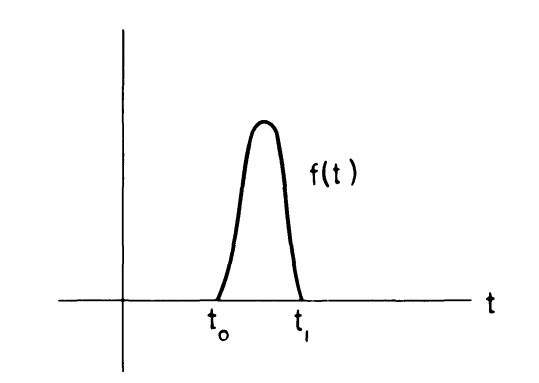 f(t)
t
t₀ t₁